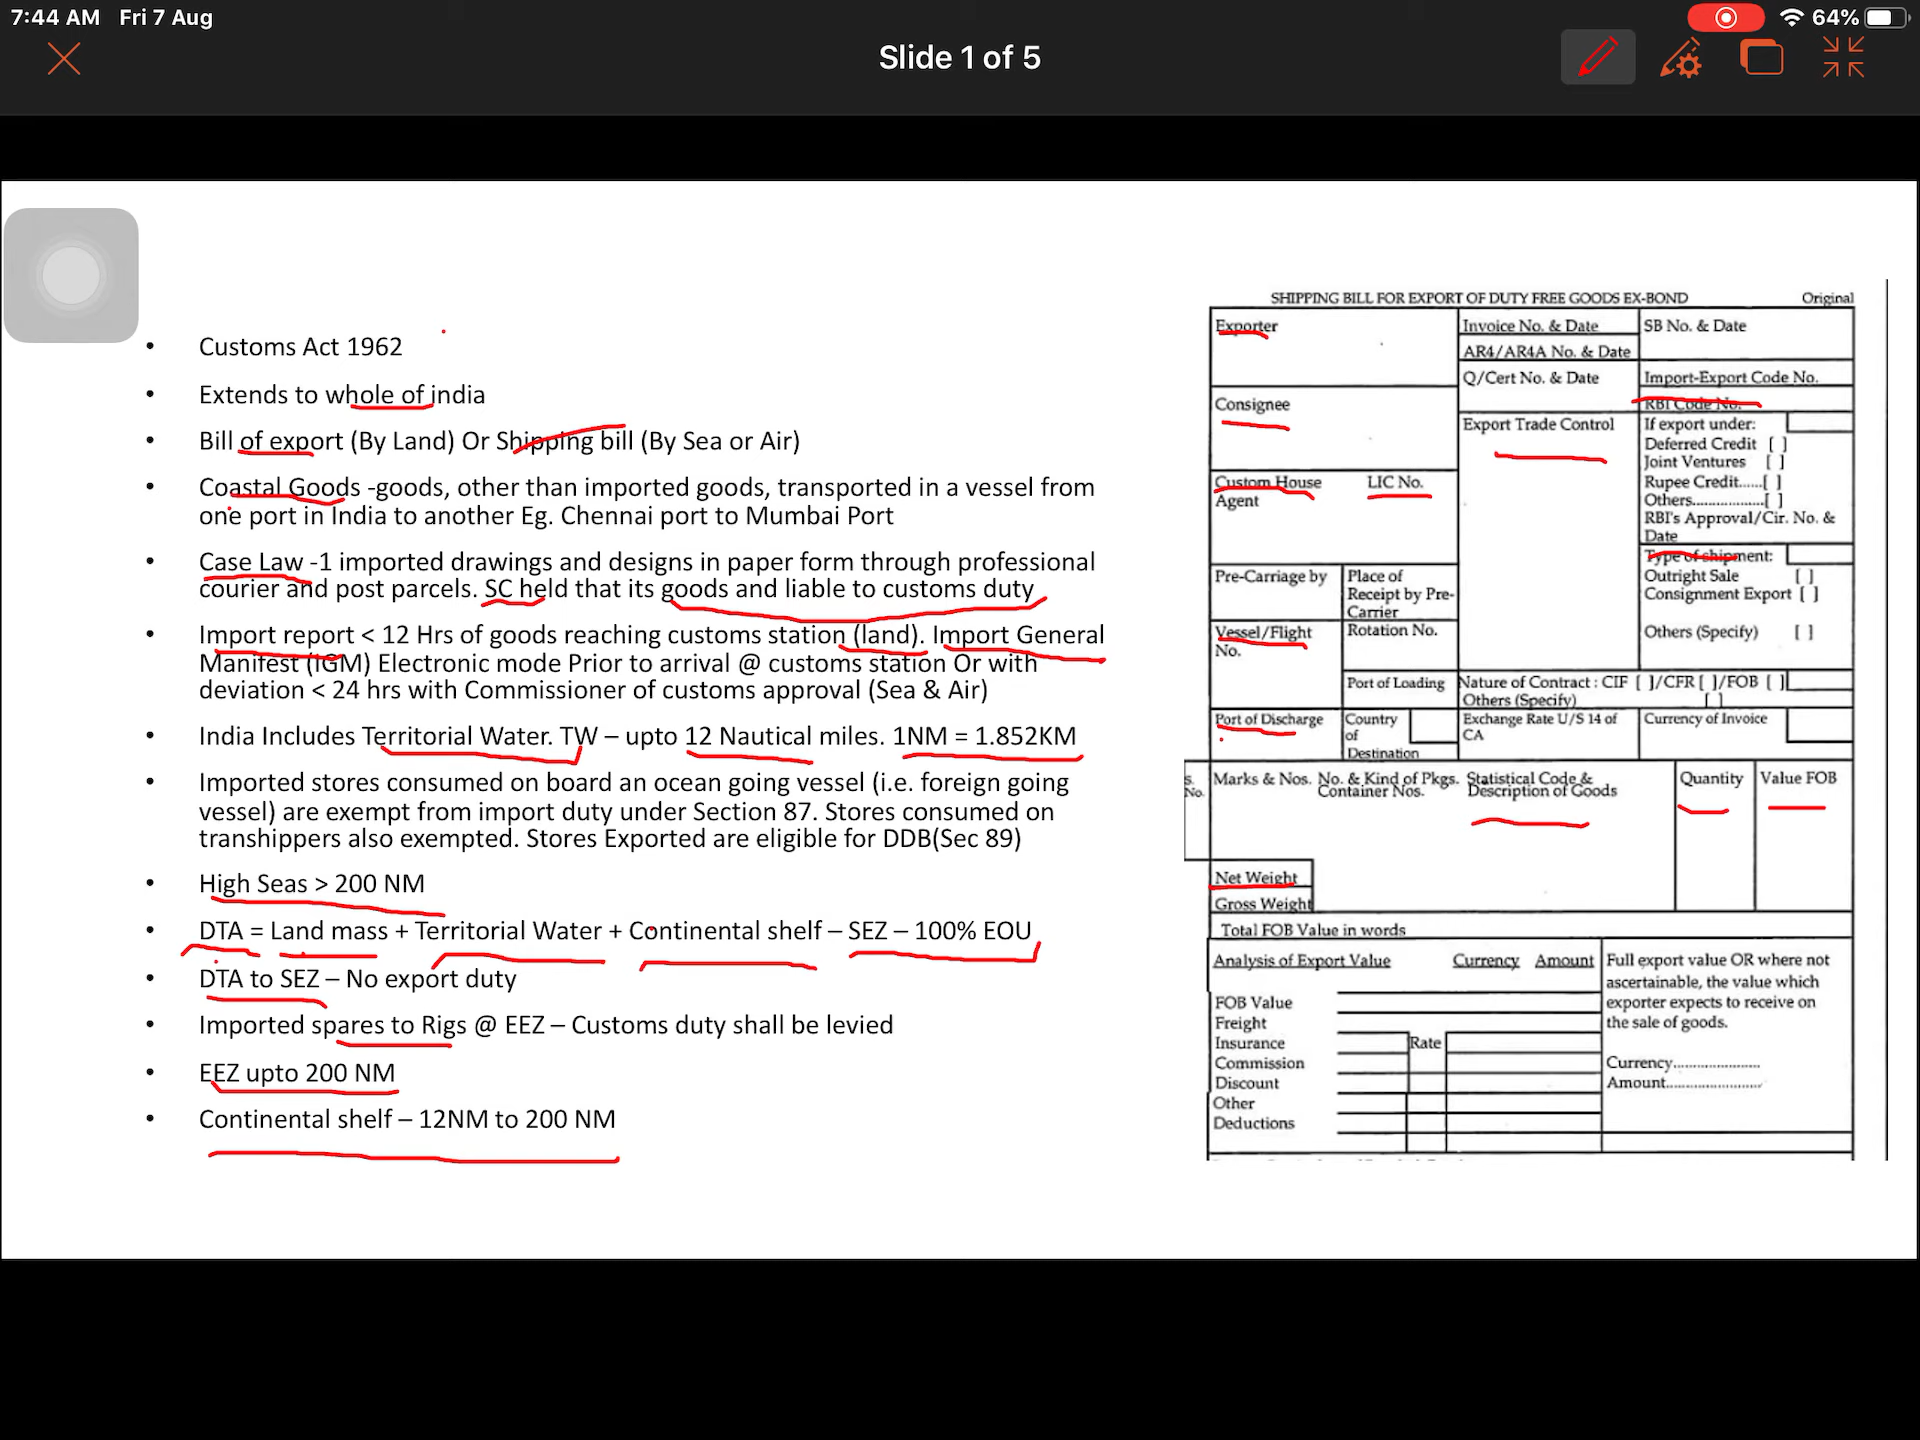 7:44 AM Fri 7 Aug
64%
Slide 1 of 5
• Customs Act 1962
• Extends to whole of india
• Bill of export (By Land) Or Shipping bill (By Sea or Air)
• Coastal Goods -goods, other than imported goods, transported in a vessel from
one port in India to another Eg. Chennai port to Mumbai Port
• Case Law -1 imported drawings and designs in paper form through professional
courier and post parcels. SC held that its goods and liable to customs duty
• Import report < 12 Hrs of goods reaching customs station (land). Import General
Manifest (IGM) Electronic mode Prior to arrival @ customs station Or with
deviation < 24 hrs with Commissioner of customs approval (Sea & Air)
• India Includes Territorial Water. TW – upto 12 Nautical miles. 1NM = 1.852KM
• Imported stores consumed on board an ocean going vessel (i.e. foreign going
vessel) are exempt from import duty under Section 87. Stores consumed on
transhippers also exempted. Stores Exported are eligible for DDB(Sec 89)
• High Seas > 200 NM
• DTA = Land mass + Territorial Water + Continental shelf – SEZ – 100% EOU
• DTA to SEZ – No export duty
• Imported spares to Rigs @ EEZ – Customs duty shall be levied
• EEZ upto 200 NM
• Continental shelf – 12NM to 200 NM
SHIPPING BILL FOR EXPORT OF DUTY FREE GOODS EX-BOND Original
Exporter
Invoice No. & Date
SB No. & Date
AR4/AR4A No. & Date
Q/Cert No. & Date
Import-Export Code No.
RBI Code No.
Consignee
Export Trade Control
If export under:
Deferred Credit [ ]
Joint Ventures [ ]
Rupee Credit.....[ ]
Others................[ ]
RBI's Approval/Cir. No. &
Date
Custom House LIC No.
Agent
Type of shipment:
Outright Sale [ ]
Consignment Export [ ]
Others (Specify) [ ]
Pre-Carriage by
Place of
Receipt by Pre-
Carrier
Vessel/Flight
No.
Rotation No.
Port of Loading
Nature of Contract : CIF [ ]/CFR [ ]/FOB [ ]
Others (Specify) [ ]
Port of Discharge
Country
of
Destination
Exchange Rate U/S 14 of
CA
Currency of Invoice
S.
No.
Marks & Nos. No. & Kind of Pkgs.
Container Nos.
Statistical Code &
Description of Goods
Quantity
Value FOB
Net Weight
Gross Weight
Total FOB Value in words
Analysis of Export Value Currency Amount
FOB Value
Freight
Insurance
Rate
Commission
Discount
Other
Deductions
Full export value OR where not
ascertainable, the value which
exporter expects to receive on
the sale of goods.
Currency......................
Amount........................